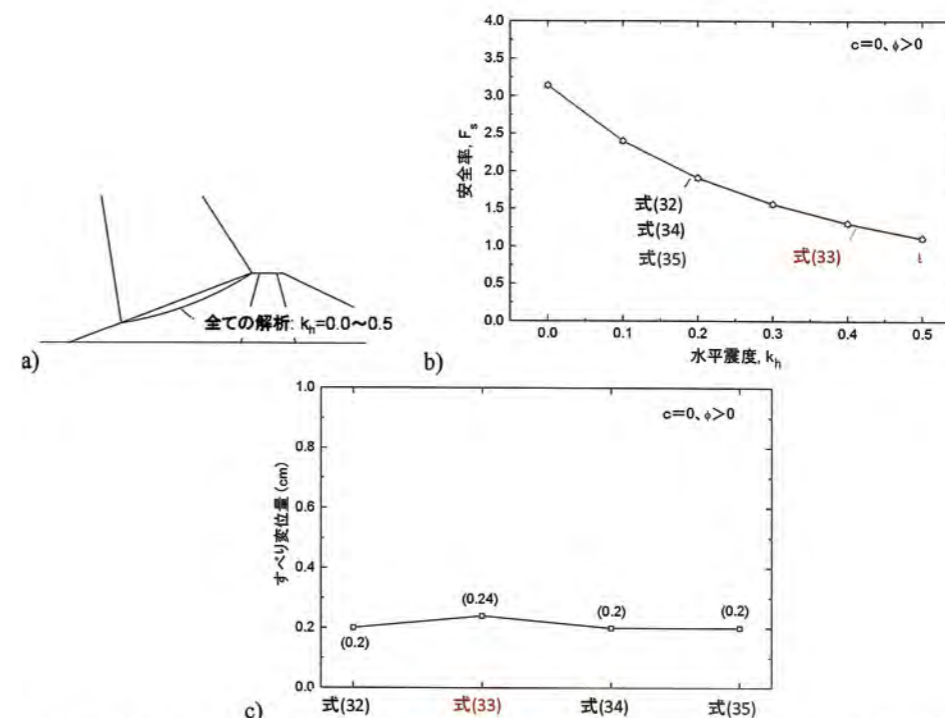 全ての解析: kh=0.0～0.5
a)
c＝0、φ>0
4.0
3.5
3.0
2.5
2.0
1.5
1.0
0.5
0.0
安全率, Fs
式(32)
式(34)
式(35)
式(33)
0.0 0.1 0.2 0.3 0.4 0.5
水平震度, kh
b)
c＝0、φ>0
1.0
0.8
0.6
0.4
0.2
0.0
すべり変位量 (cm)
(0.2)
(0.24)
(0.2)
(0.2)
式(32) 式(33) 式(34) 式(35)
c)